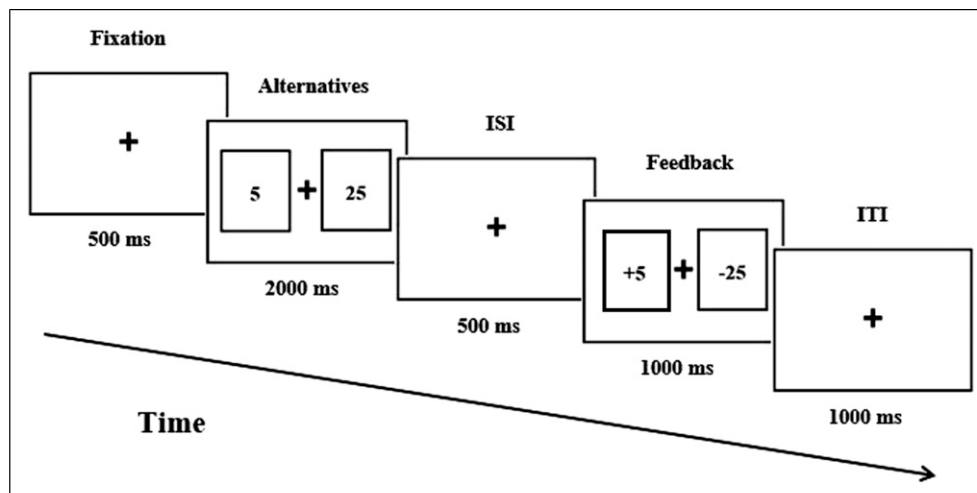 Fixation
+
500 ms
Alternatives
5 + 25
2000 ms
ISI
+
500 ms
Feedback
+5 + -25
1000 ms
ITI
+
1000 ms
Time